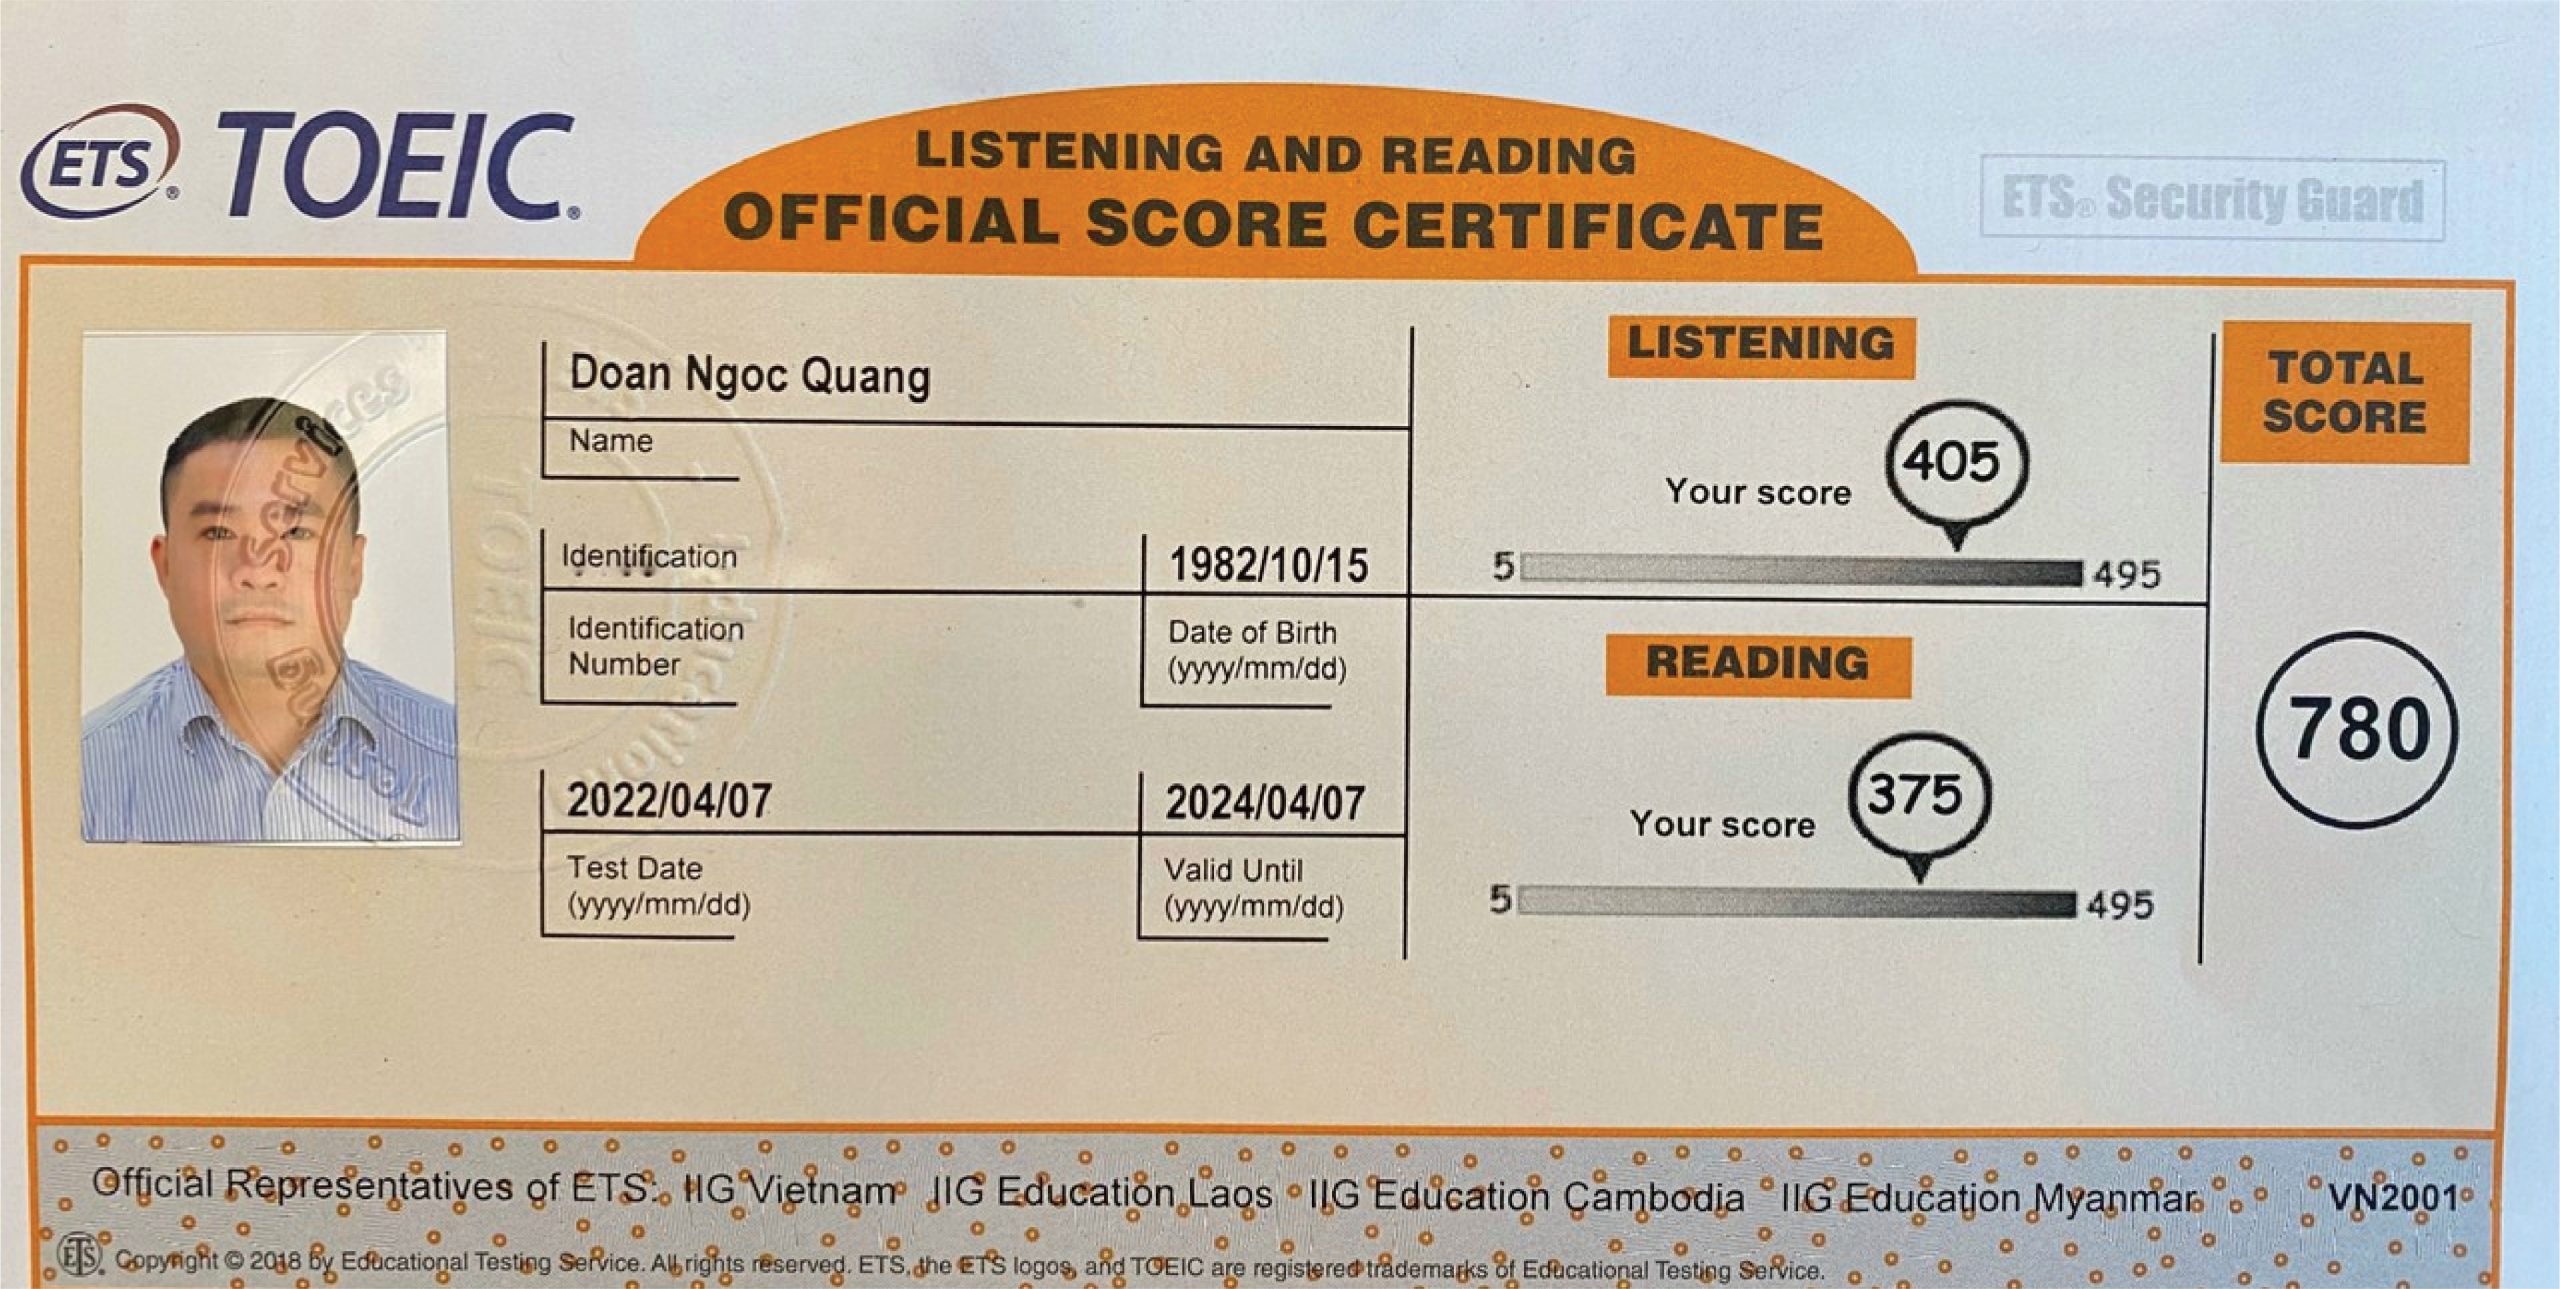 ETS® TOEIC®
LISTENING AND READING
OFFICIAL SCORE CERTIFICATE
ETS® Security Guard
Doan Ngoc Quang
Name
Identification
1982/10/15
Identification
Number
Date of Birth
(yyyy/mm/dd)
2022/04/07
2024/04/07
Test Date
(yyyy/mm/dd)
Valid Until
(yyyy/mm/dd)
LISTENING
Your score 405
5 495
READING
Your score 375
5 495
TOTAL
SCORE
780
Services
TOEIC
Official Representatives of ETS: IIG Vietnam IIG Education Laos IIG Education Cambodia IIG Education Myanmar VN2001
ETS® Copyright © 2018 by Educational Testing Service. All rights reserved. ETS, the ETS logos, and TOEIC are registered trademarks of Educational Testing Service.